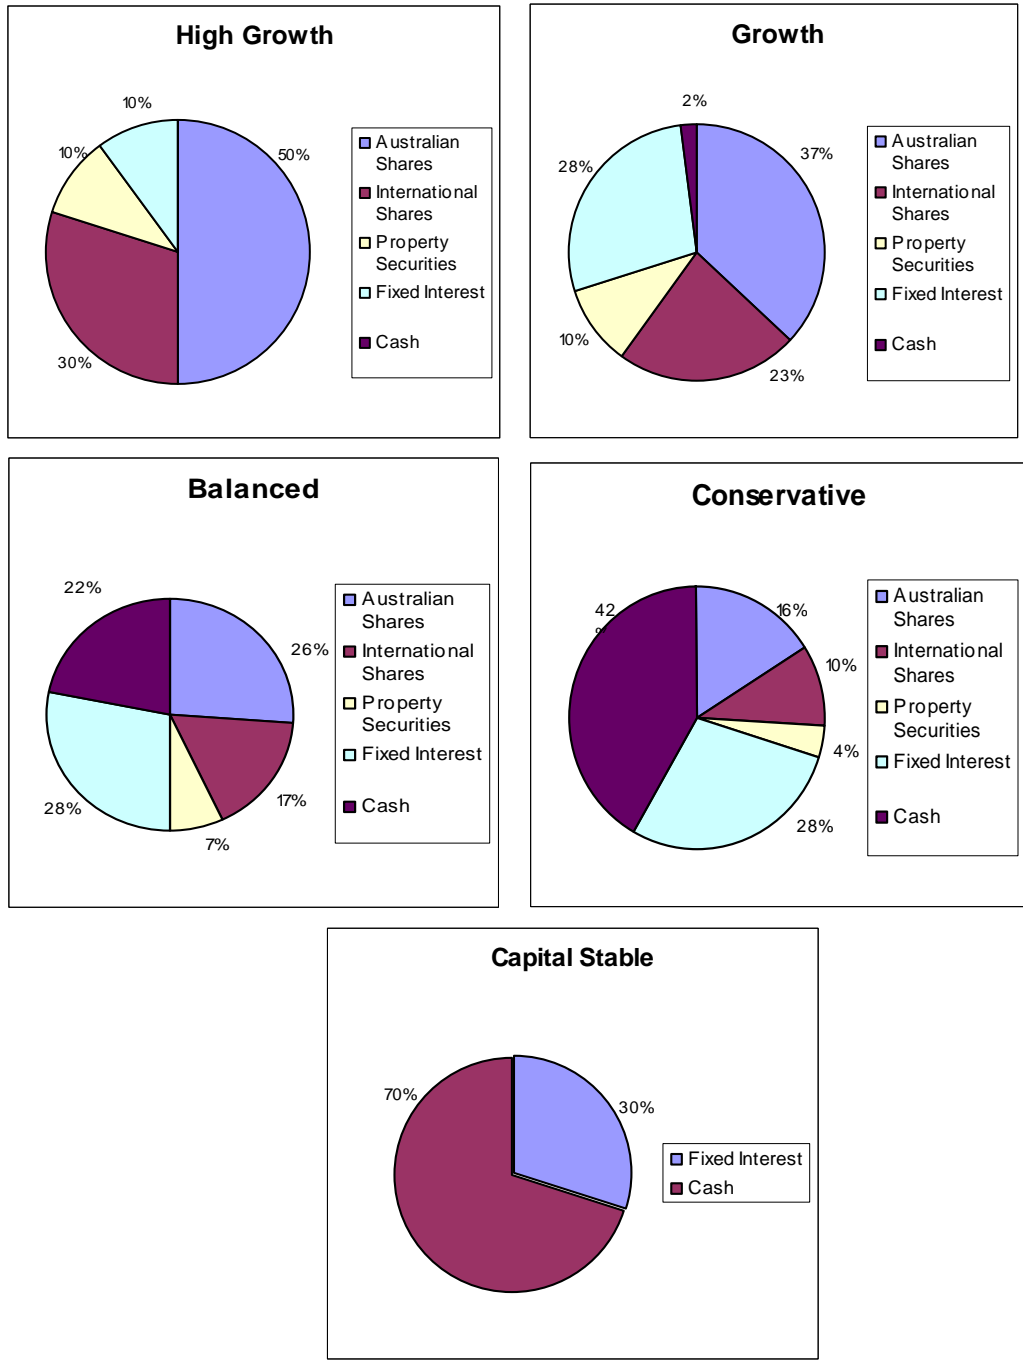 High Growth
10%
10%
50%
30%
Australian
Shares
International
Shares
Property
Securities
Fixed Interest
Cash
Growth
2%
37%
28%
10%
23%
Australian
Shares
International
Shares
Property
Securities
Fixed Interest
Cash
Balanced
22%
26%
28%
17%
7%
Australian
Shares
International
Shares
Property
Securities
Fixed Interest
Cash
Conservative
42
%
16%
10%
4%
28%
Australian
Shares
International
Shares
Property
Securities
Fixed Interest
Cash
Capital Stable
70%
30%
Fixed Interest
Cash